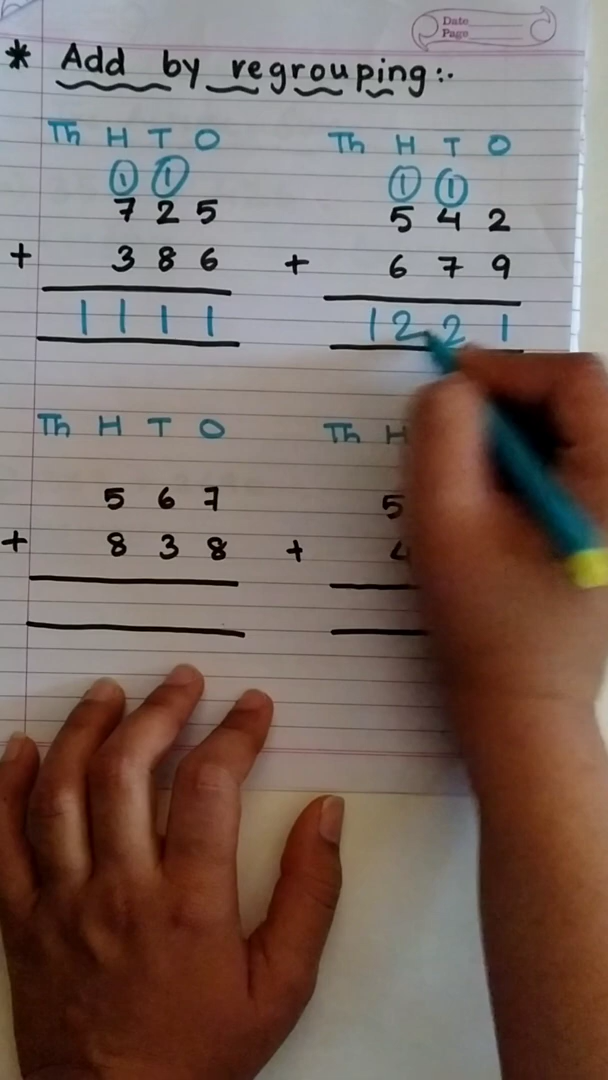 Date
Page
* Add by regrouping:-
Th H T O Th H T O
1 1 1 1
7 2 5 5 4 2
+ 3 8 6 + 6 7 9
1 1 1 1 1 2 2 1
Th H T O Th H
5 6 7 5
+ 8 3 8 + 4